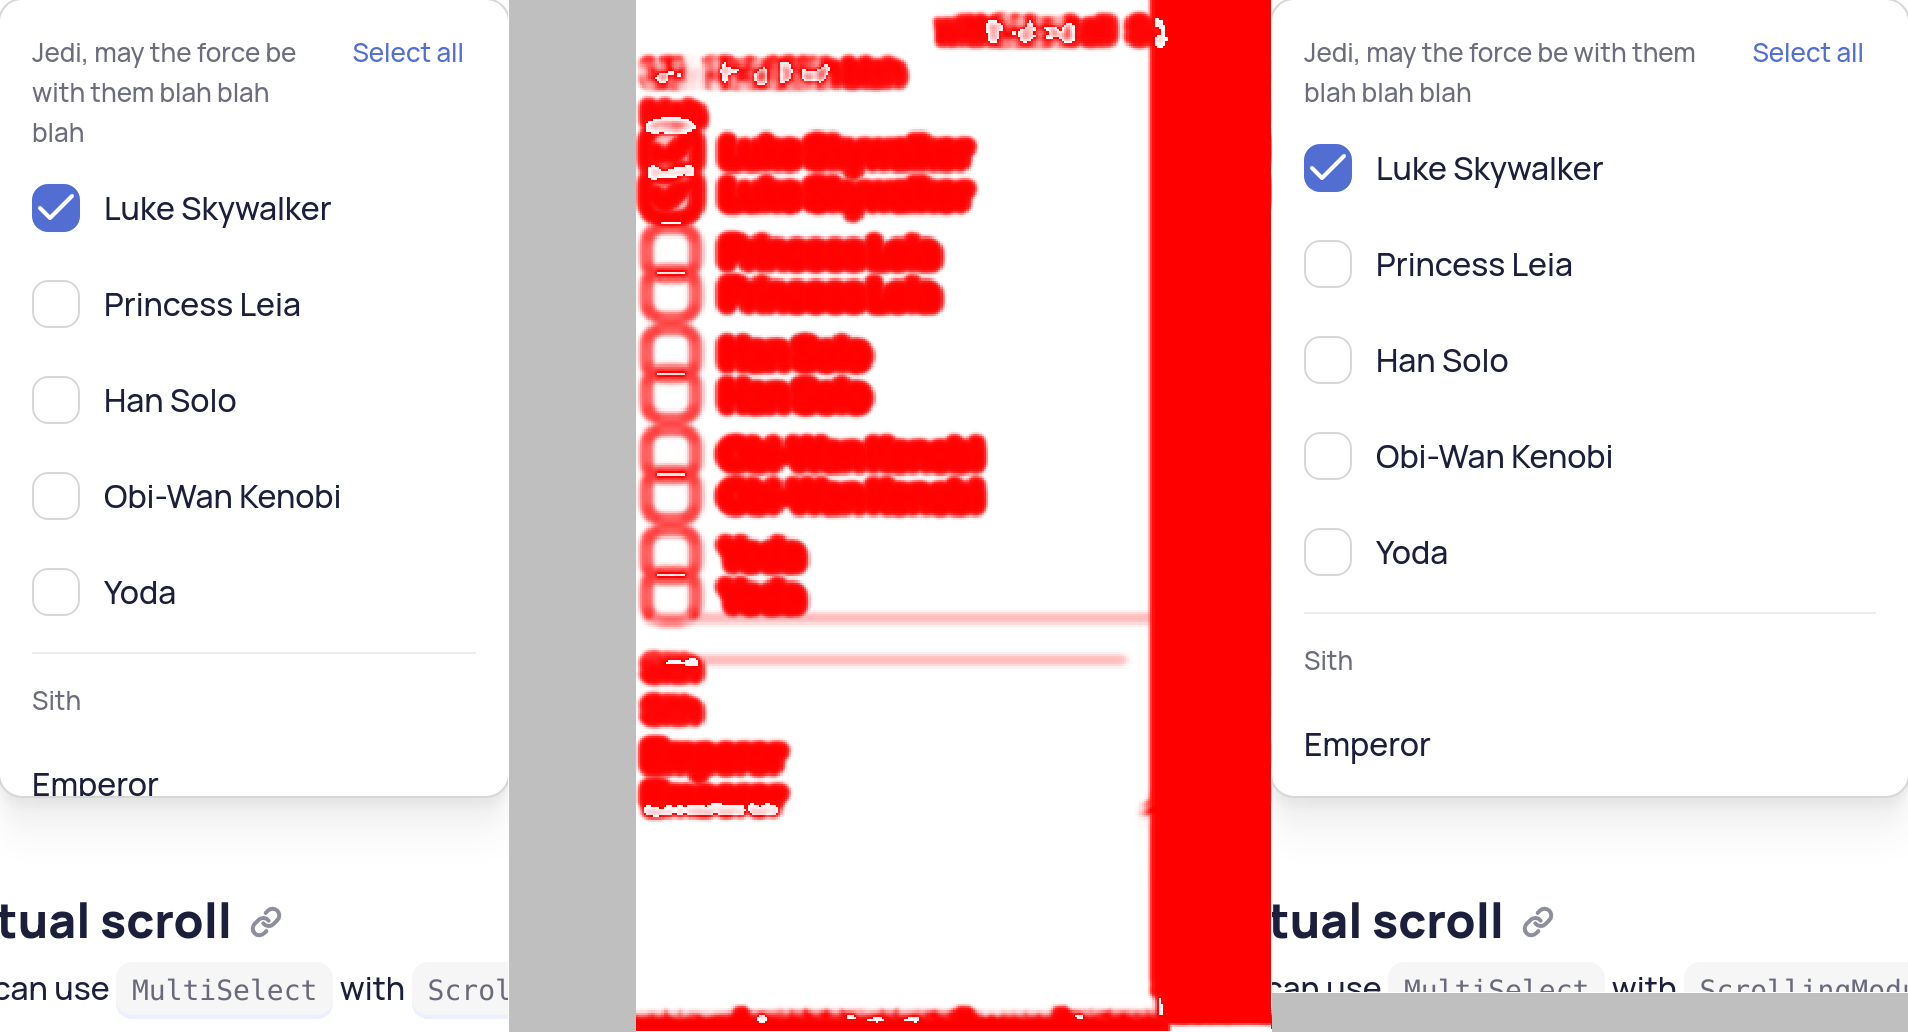 Jedi, may the force be
with them blah blah
blah
Select all
Luke Skywalker
Princess Leia
Han Solo
Obi-Wan Kenobi
Yoda
Sith
Emperor
tual scroll
can use MultiSelect with Scrol
Jedi, may the force be with them
blah blah blah
Select all
Luke Skywalker
Princess Leia
Han Solo
Obi-Wan Kenobi
Yoda
Sith
Emperor
tual scroll
can use MultiSelect with ScrollingModu